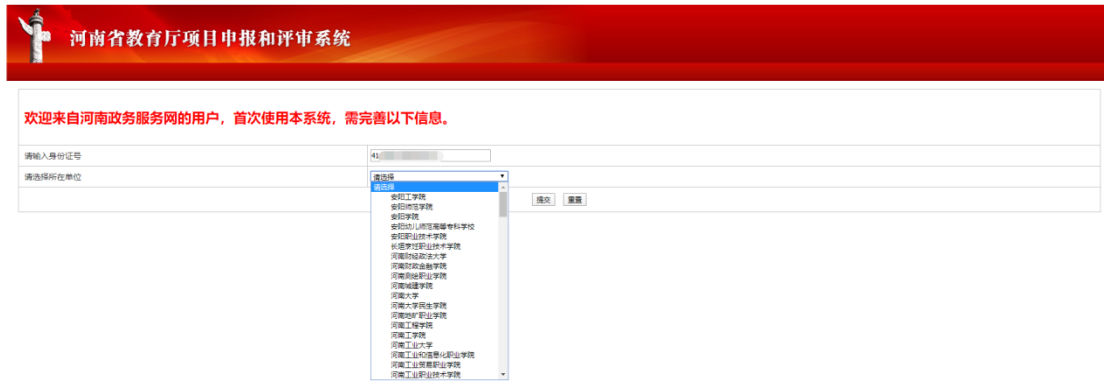 河南省教育厅项目申报和评审系统
欢迎来自河南政务服务网的用户，首次使用本系统，需完善以下信息。
请输入身份证号 41
请选择所在单位 请选择
请选择
安阳工学院
安阳师范学院
安阳学院
安阳幼儿师范高等专科学校
安阳职业技术学院
长垣烹饪职业技术学院
河南财经政法大学
河南财政金融学院
河南测绘职业学院
河南城建学院
河南大学
河南大学民生学院
河南地矿职业学院
河南工程学院
河南工学院
河南工业大学
河南工业和信息化职业学院
河南工业贸易职业学院
河南工业职业技术学院
提交 重置